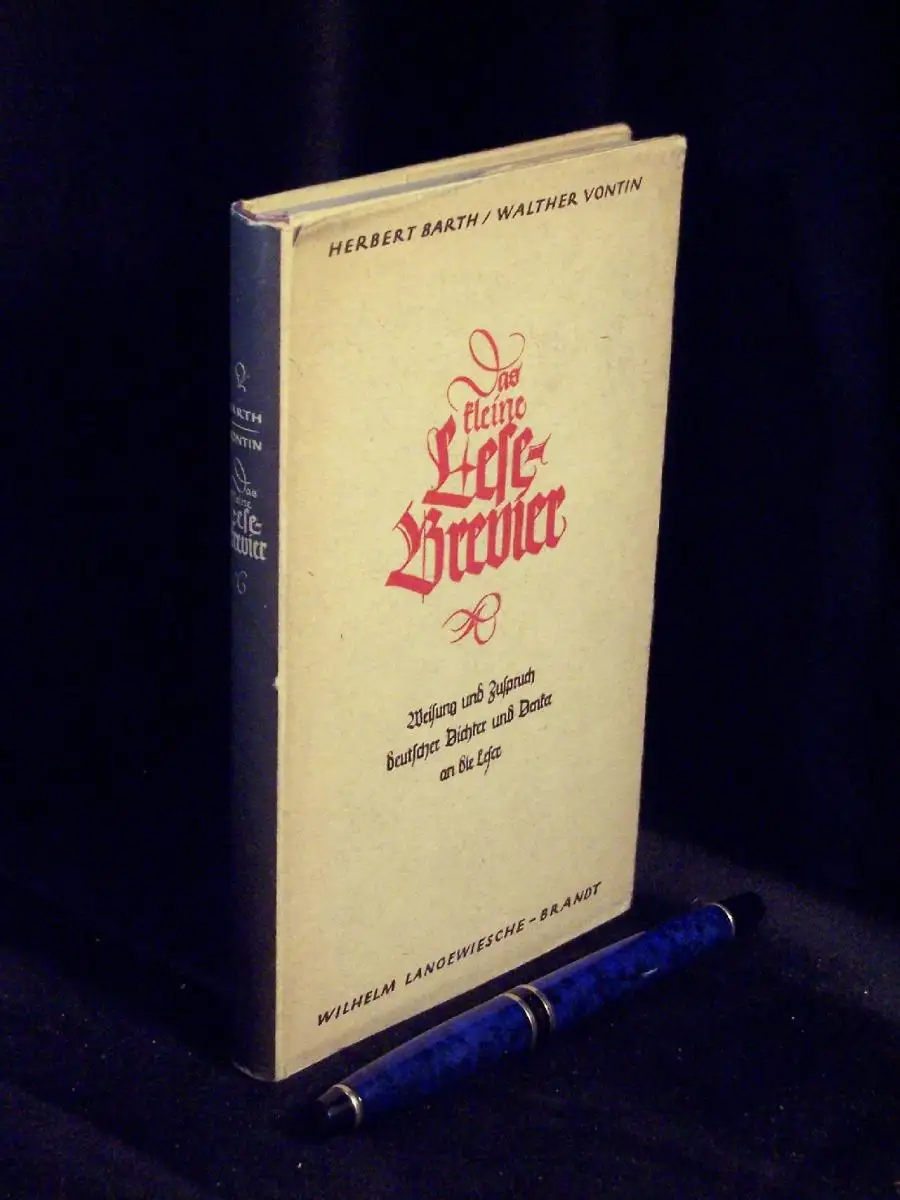 HERBERT BARTH / WALTHER VONTIN
Das
kleine
Lese-
Brevier
Weisung und Zuspruch
deutscher Dichter und Denker
an die Leser
WILHELM LANGEWIESCHE-BRANDT
BARTH
VONTIN
Das
kleine
Lese-
Brevier